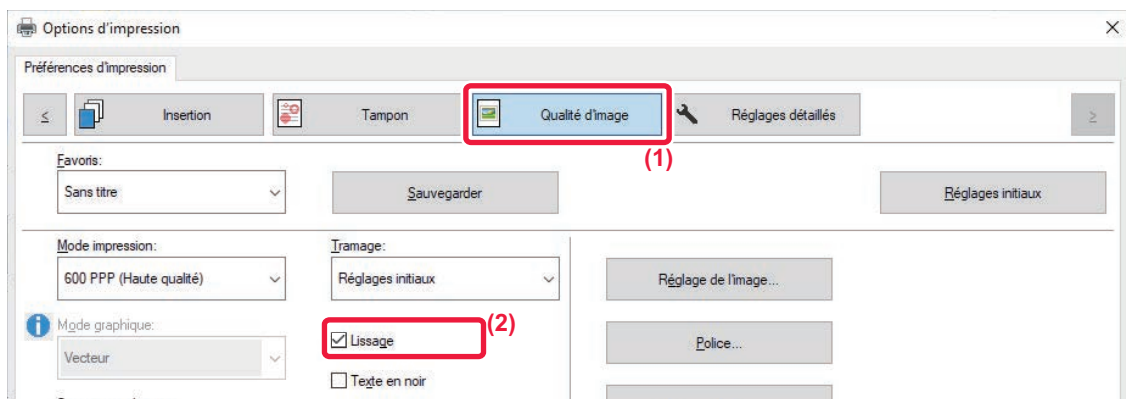 Options d'impression
Préférences d'impression
<
Insertion
Tampon
Qualité d'image
Réglages détaillés
>
(1)
Favoris:
Sans titre
Sauvegarder
Réglages initiaux
Mode impression:
Tramage:
600 PPP (Haute qualité)
Réglages initiaux
Réglage de l'image...
Mode graphique:
(2)
Lissage
Vecteur
Police...
Texte en noir